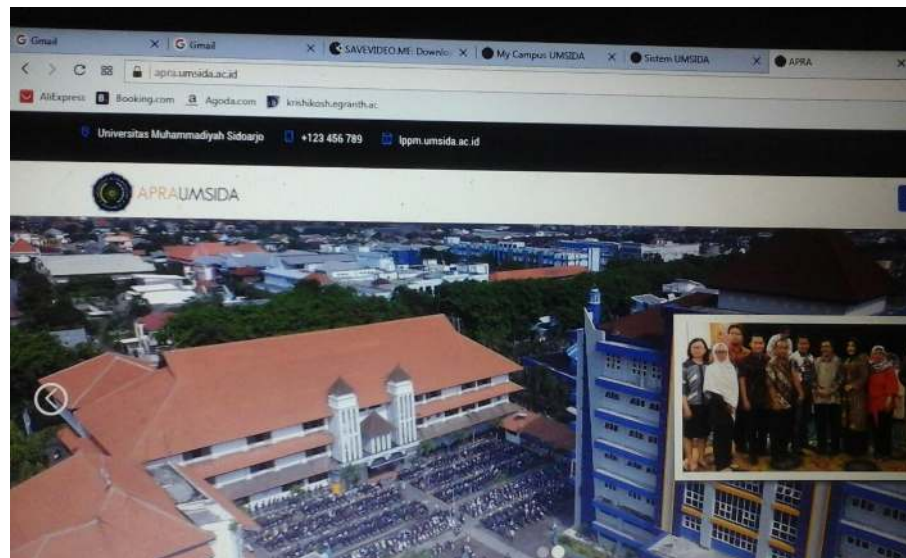 Gmail
Gmail
SAVEVIDEO.ME: Downlo
My Campus UMSIDA
Sistem UMSIDA
APRA
apra.umsida.ac.id
AliExpress
Booking.com
Agoda.com
krishikosh.egranth.ac
Universitas Muhammadiyah Sidoarjo
+123 456 789
lppm.umsida.ac.id
APRAUMSIDA